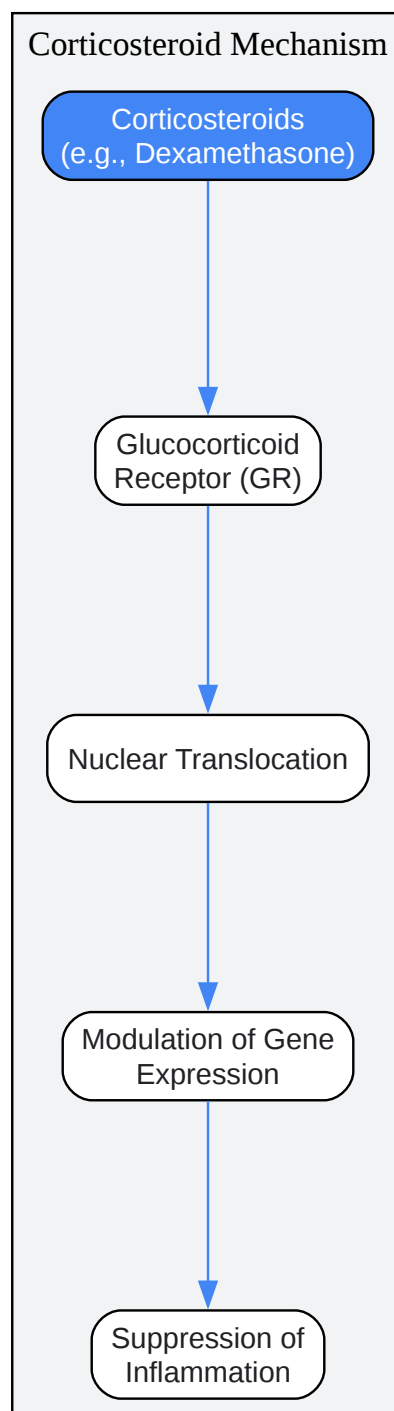 Corticosteroid Mechanism
Corticosteroids
(e.g., Dexamethasone)
Glucocorticoid
Receptor (GR)
Nuclear Translocation
Modulation of Gene
Expression
Suppression of
Inflammation